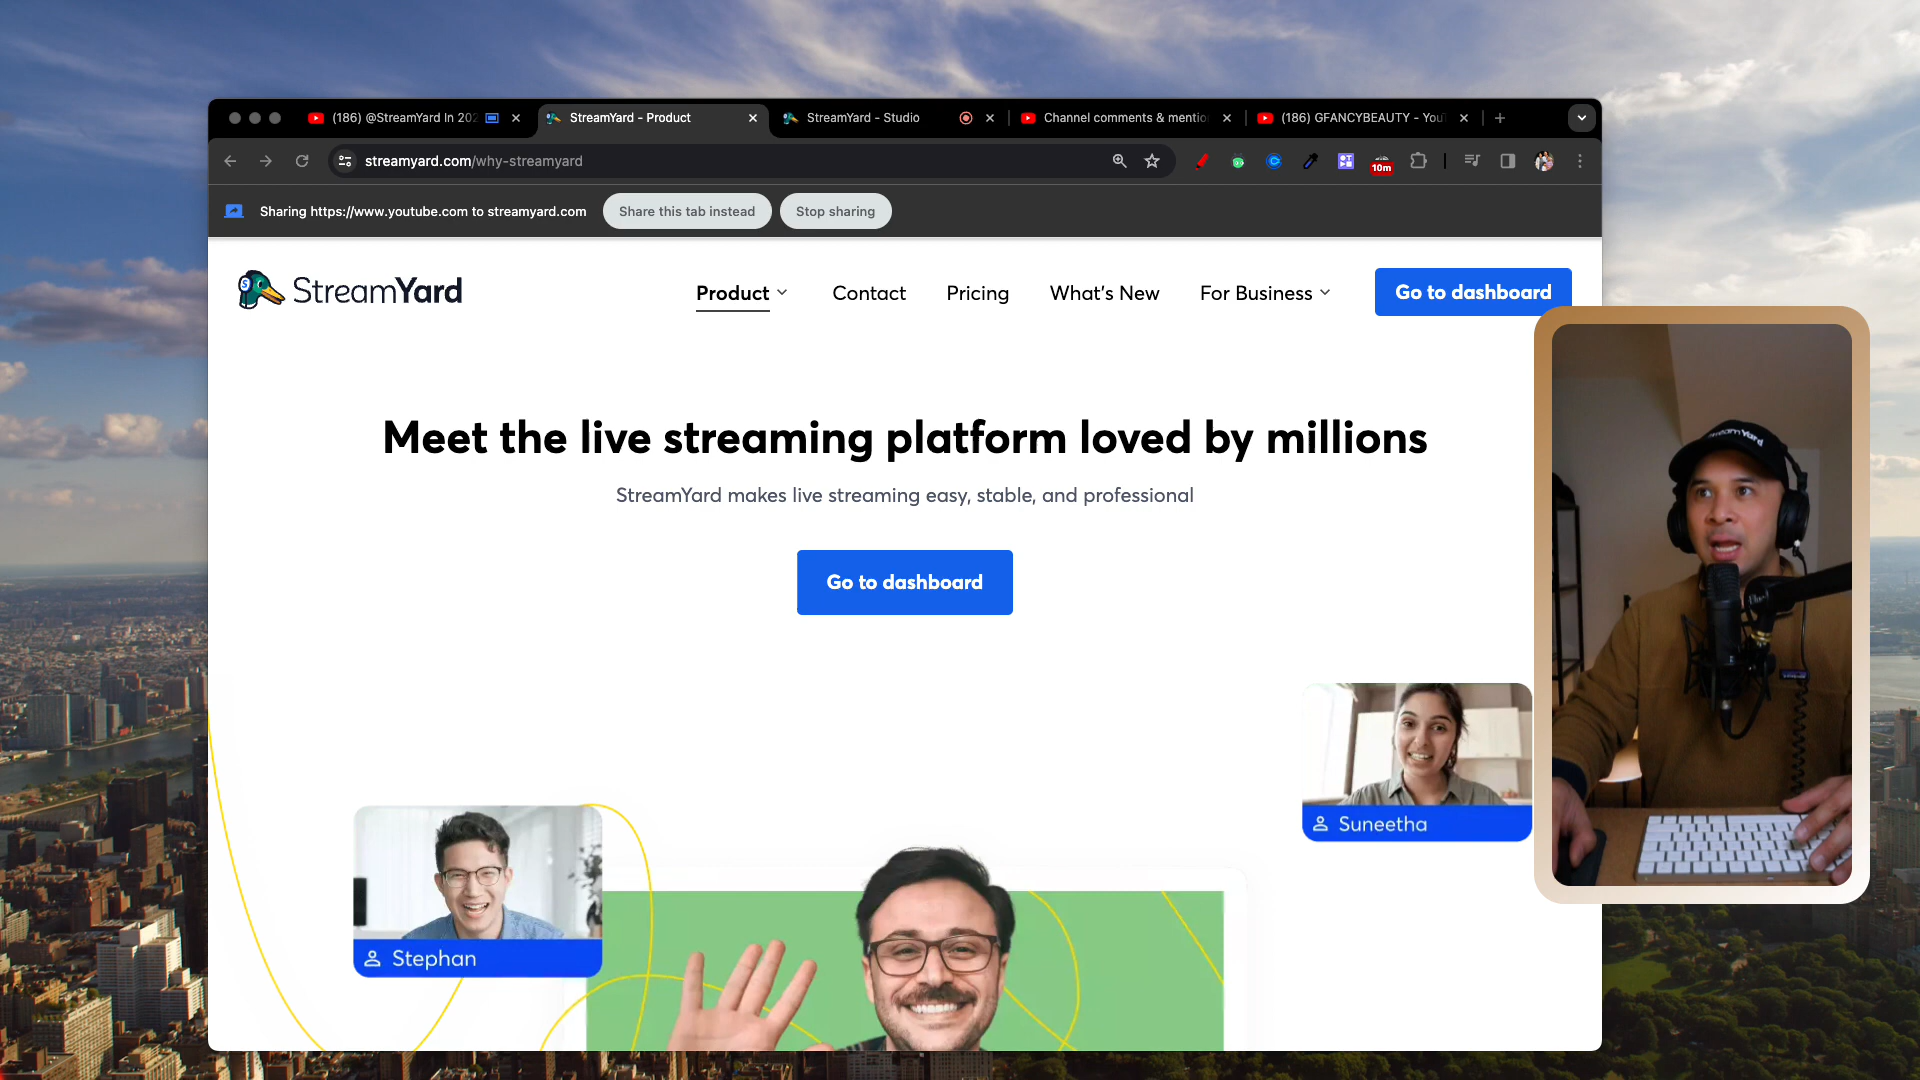 (186) @StreamYard In 202
StreamYard - Product
StreamYard - Studio
Channel comments & mentio
(186) GFANCYBEAUTY - YouT
streamyard.com/why-streamyard
10m
Sharing https://www.youtube.com to streamyard.com
Share this tab instead
Stop sharing
StreamYard
Product
Contact
Pricing
What's New
For Business
Go to dashboard
Meet the live streaming platform loved by millions
StreamYard makes live streaming easy, stable, and professional
Go to dashboard
StreamYard
Suneetha
Stephan